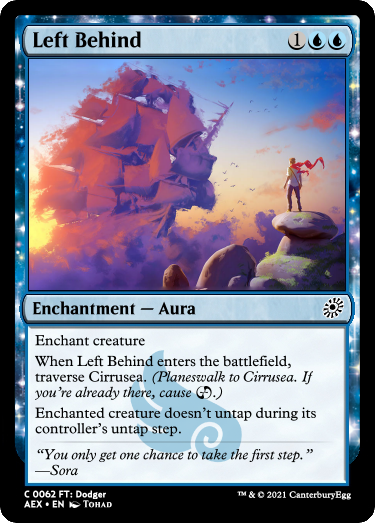 Left Behind 1
Enchantment — Aura
Enchant creature
When Left Behind enters the battlefield,
traverse Cirrusea. (Planeswalk to Cirrusea. If
you're already there, cause .)
Enchanted creature doesn't untap during its
controller's untap step.
“You only get one chance to take the first step.”
—Sora
C 0062 FT: Dodger
AEX • EN Tohad
™ & © 2021 CanterburyEgg